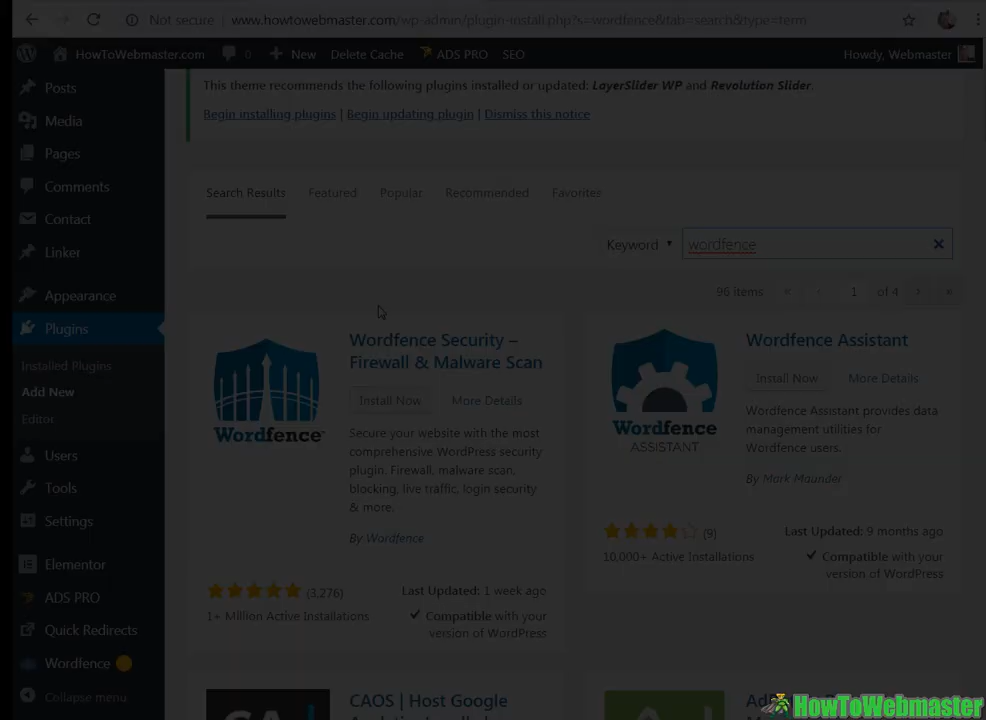 Not secure | www.howtowebmaster.com/wp-admin/plugin-install.php?s=wordfence&tab=search&type=term
HowToWebmaster.com 0 New Delete Cache ADS PRO SEO Howdy, Webmaster
Posts
Media
Pages
Comments
Contact
Linker
Appearance
Plugins
Installed Plugins
Add New
Editor
Users
Tools
Settings
Elementor
ADS PRO
Quick Redirects
Wordfence
Collapse menu
This theme recommends the following plugins installed or updated: LayerSlider WP and Revolution Slider.
Begin installing plugins | Begin updating plugin | Dismiss this notice
Search Results Featured Popular Recommended Favorites
Keyword wordfence
96 items « ‹ 1 of 4 › »
Wordfence
Wordfence Security –
Firewall & Malware Scan
Install Now More Details
Secure your website with the most
comprehensive WordPress security
plugin. Firewall, malware scan,
blocking, live traffic, login security
& more.
By Wordfence
(3,276)
1+ Million Active Installations
Last Updated: 1 week ago
Compatible with your
version of WordPress
Wordfence
ASSISTANT
Wordfence Assistant
Install Now More Details
Wordfence Assistant provides data
management utilities for
Wordfence users.
By Mark Maunder
(9)
10,000+ Active Installations
Last Updated: 9 months ago
Compatible with your
version of WordPress
CAOS | Host Google
HowToWebmaster